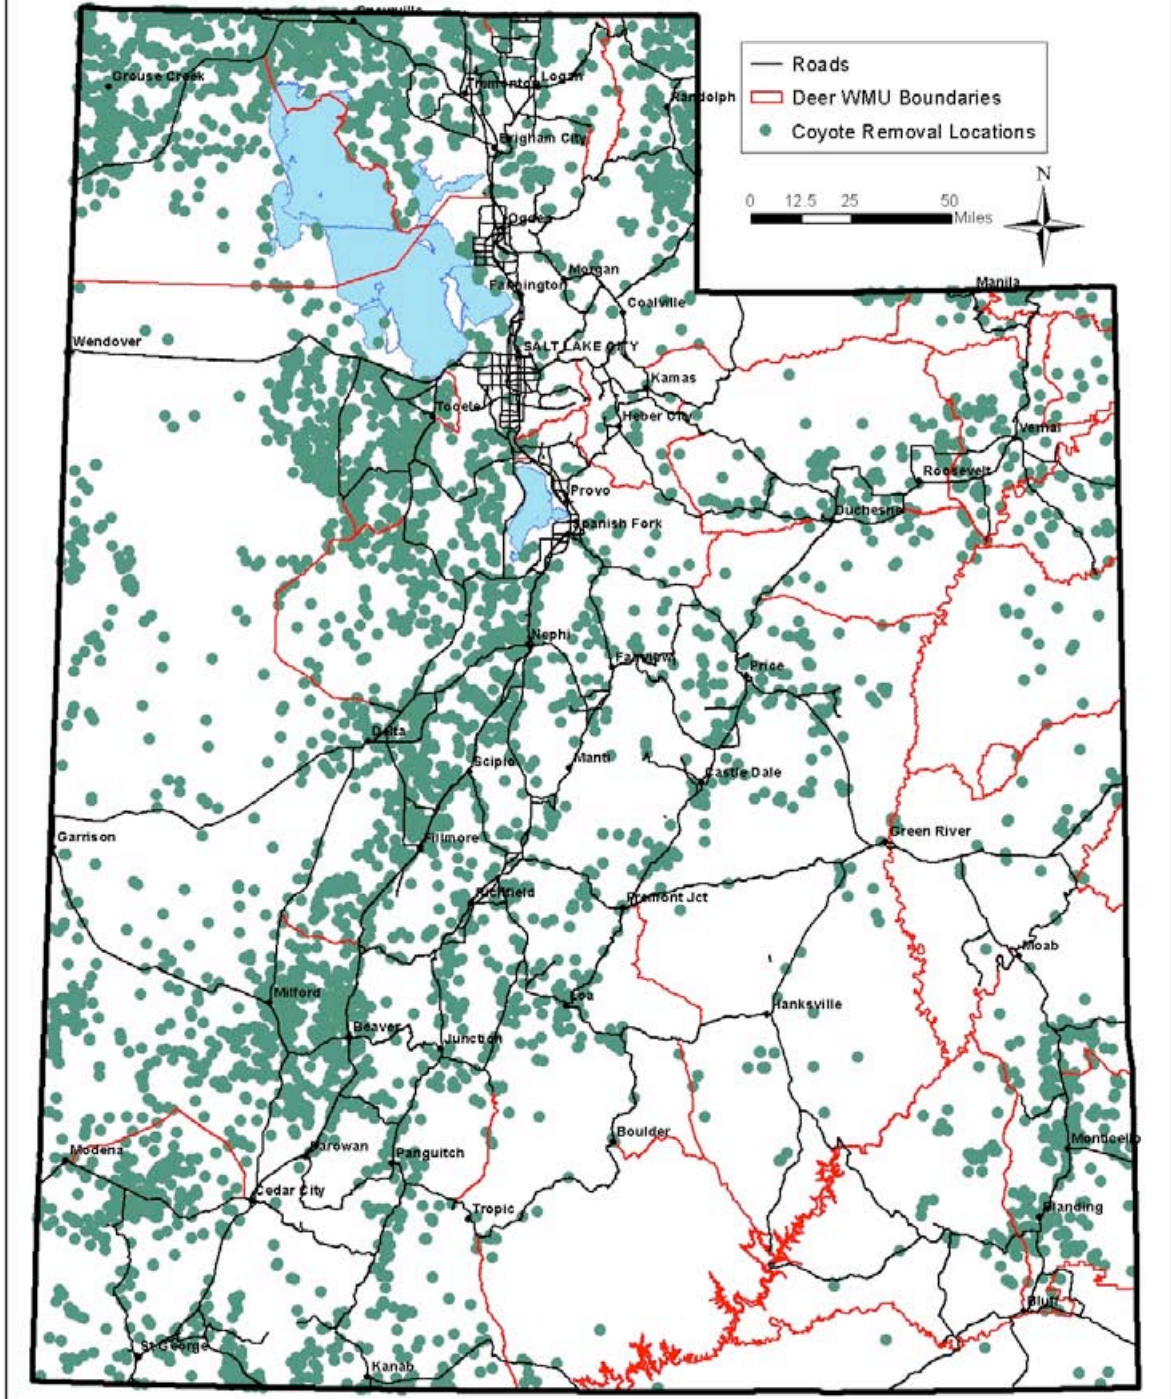 Grouse Creek
Tremonton
Logan
Randolph
Brigham City
Roads
Deer WMU Boundaries
Coyote Removal Locations
N
0 12.5 25 50
Miles
Ogden
Morgan
Farmington
Coalville
Manila
Wendover
SALT LAKE CITY
Kamas
Tooele
Heber City
Vernal
Roosevelt
Provo
Duchesne
Spanish Fork
Nephi
Fairview
Price
Delta
Scipio
Manti
Castle Dale
Garrison
Fillmore
Green River
Richfield
Fremont Jct
Moab
Milford
Loa
Hanksville
Beaver
Junction
Boulder
Monticello
Modena
Parowan
Panguitch
Cedar City
Tropic
Blanding
Bluff
St George
Kanab